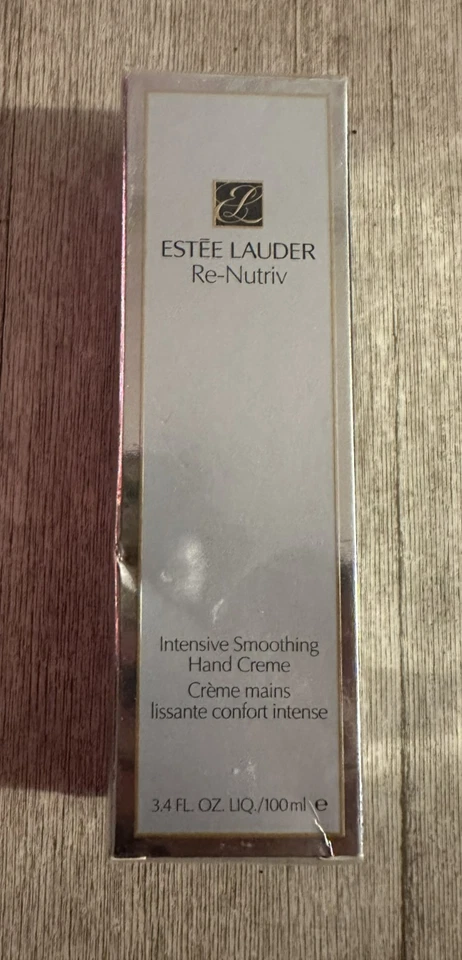 EL
ESTĒE LAUDER
Re-Nutriv
Intensive Smoothing
Hand Creme
Crème mains
lissante confort intense
3.4 FL. OZ. LIQ./100 ml ℮